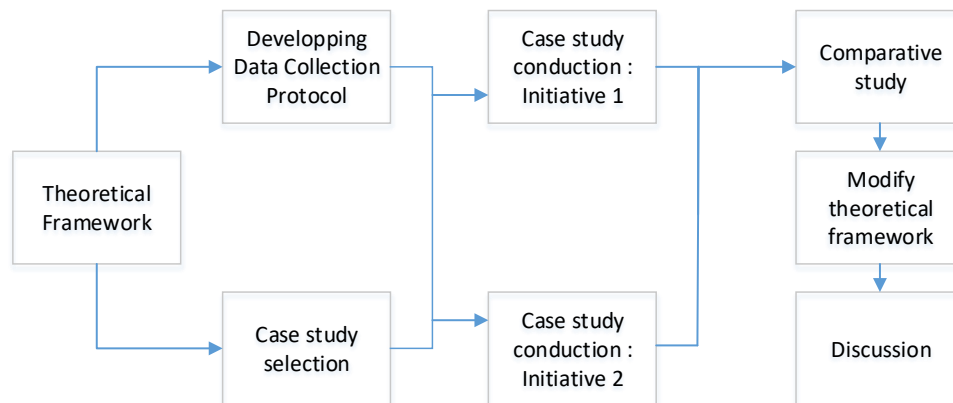 Theoretical
Framework
Developping
Data Collection
Protocol
Case study
selection
Case study
conduction :
Initiative 1
Case study
conduction :
Initiative 2
Comparative
study
Modify
theoretical
framework
Discussion